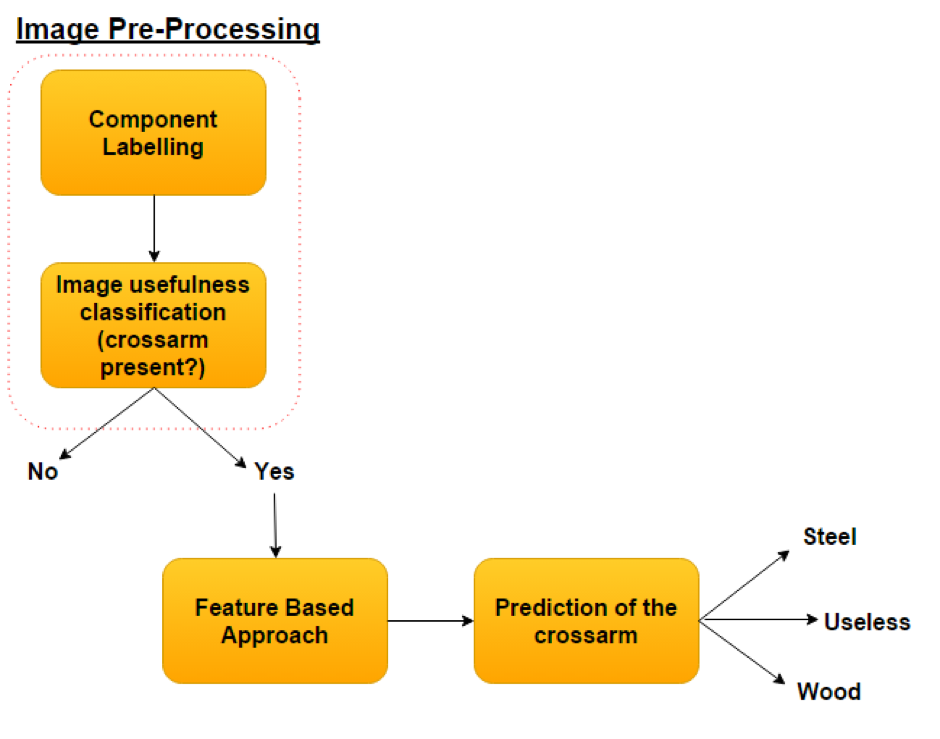 Image Pre-Processing
Component
Labelling
Image usefulness
classification
(crossarm
present?)
No
Yes
Feature Based
Approach
Prediction of the
crossarm
Steel
Useless
Wood